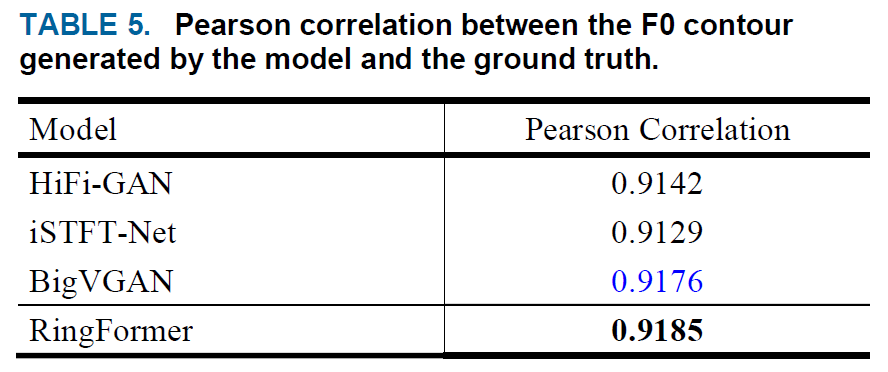 TABLE 5. Pearson correlation between the F0 contour
generated by the model and the ground truth.
Model Pearson Correlation
HiFi-GAN 0.9142
iSTFT-Net 0.9129
BigVGAN 0.9176
RingFormer 0.9185